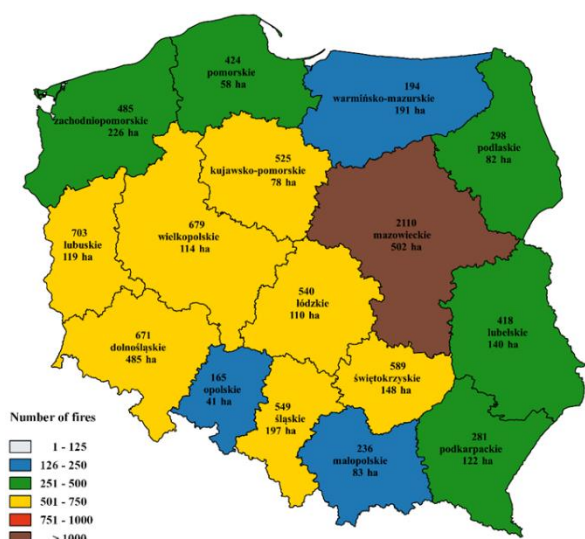 424
pomorskie
58 ha
194
warmińsko-mazurskie
191 ha
485
zachodniopomorskie
226 ha
298
podlaskie
82 ha
525
kujawsko-pomorskie
78 ha
2110
mazowieckie
502 ha
703
lubuskie
119 ha
679
wielkopolskie
114 ha
540
łódzkie
110 ha
418
lubelskie
140 ha
671
dolnośląskie
485 ha
589
świętokrzyskie
148 ha
165
opolskie
41 ha
549
śląskie
197 ha
236
małopolskie
83 ha
281
podkarpackie
122 ha
Number of fires
1 - 125
126 - 250
251 - 500
501 - 750
751 - 1000
> 1000